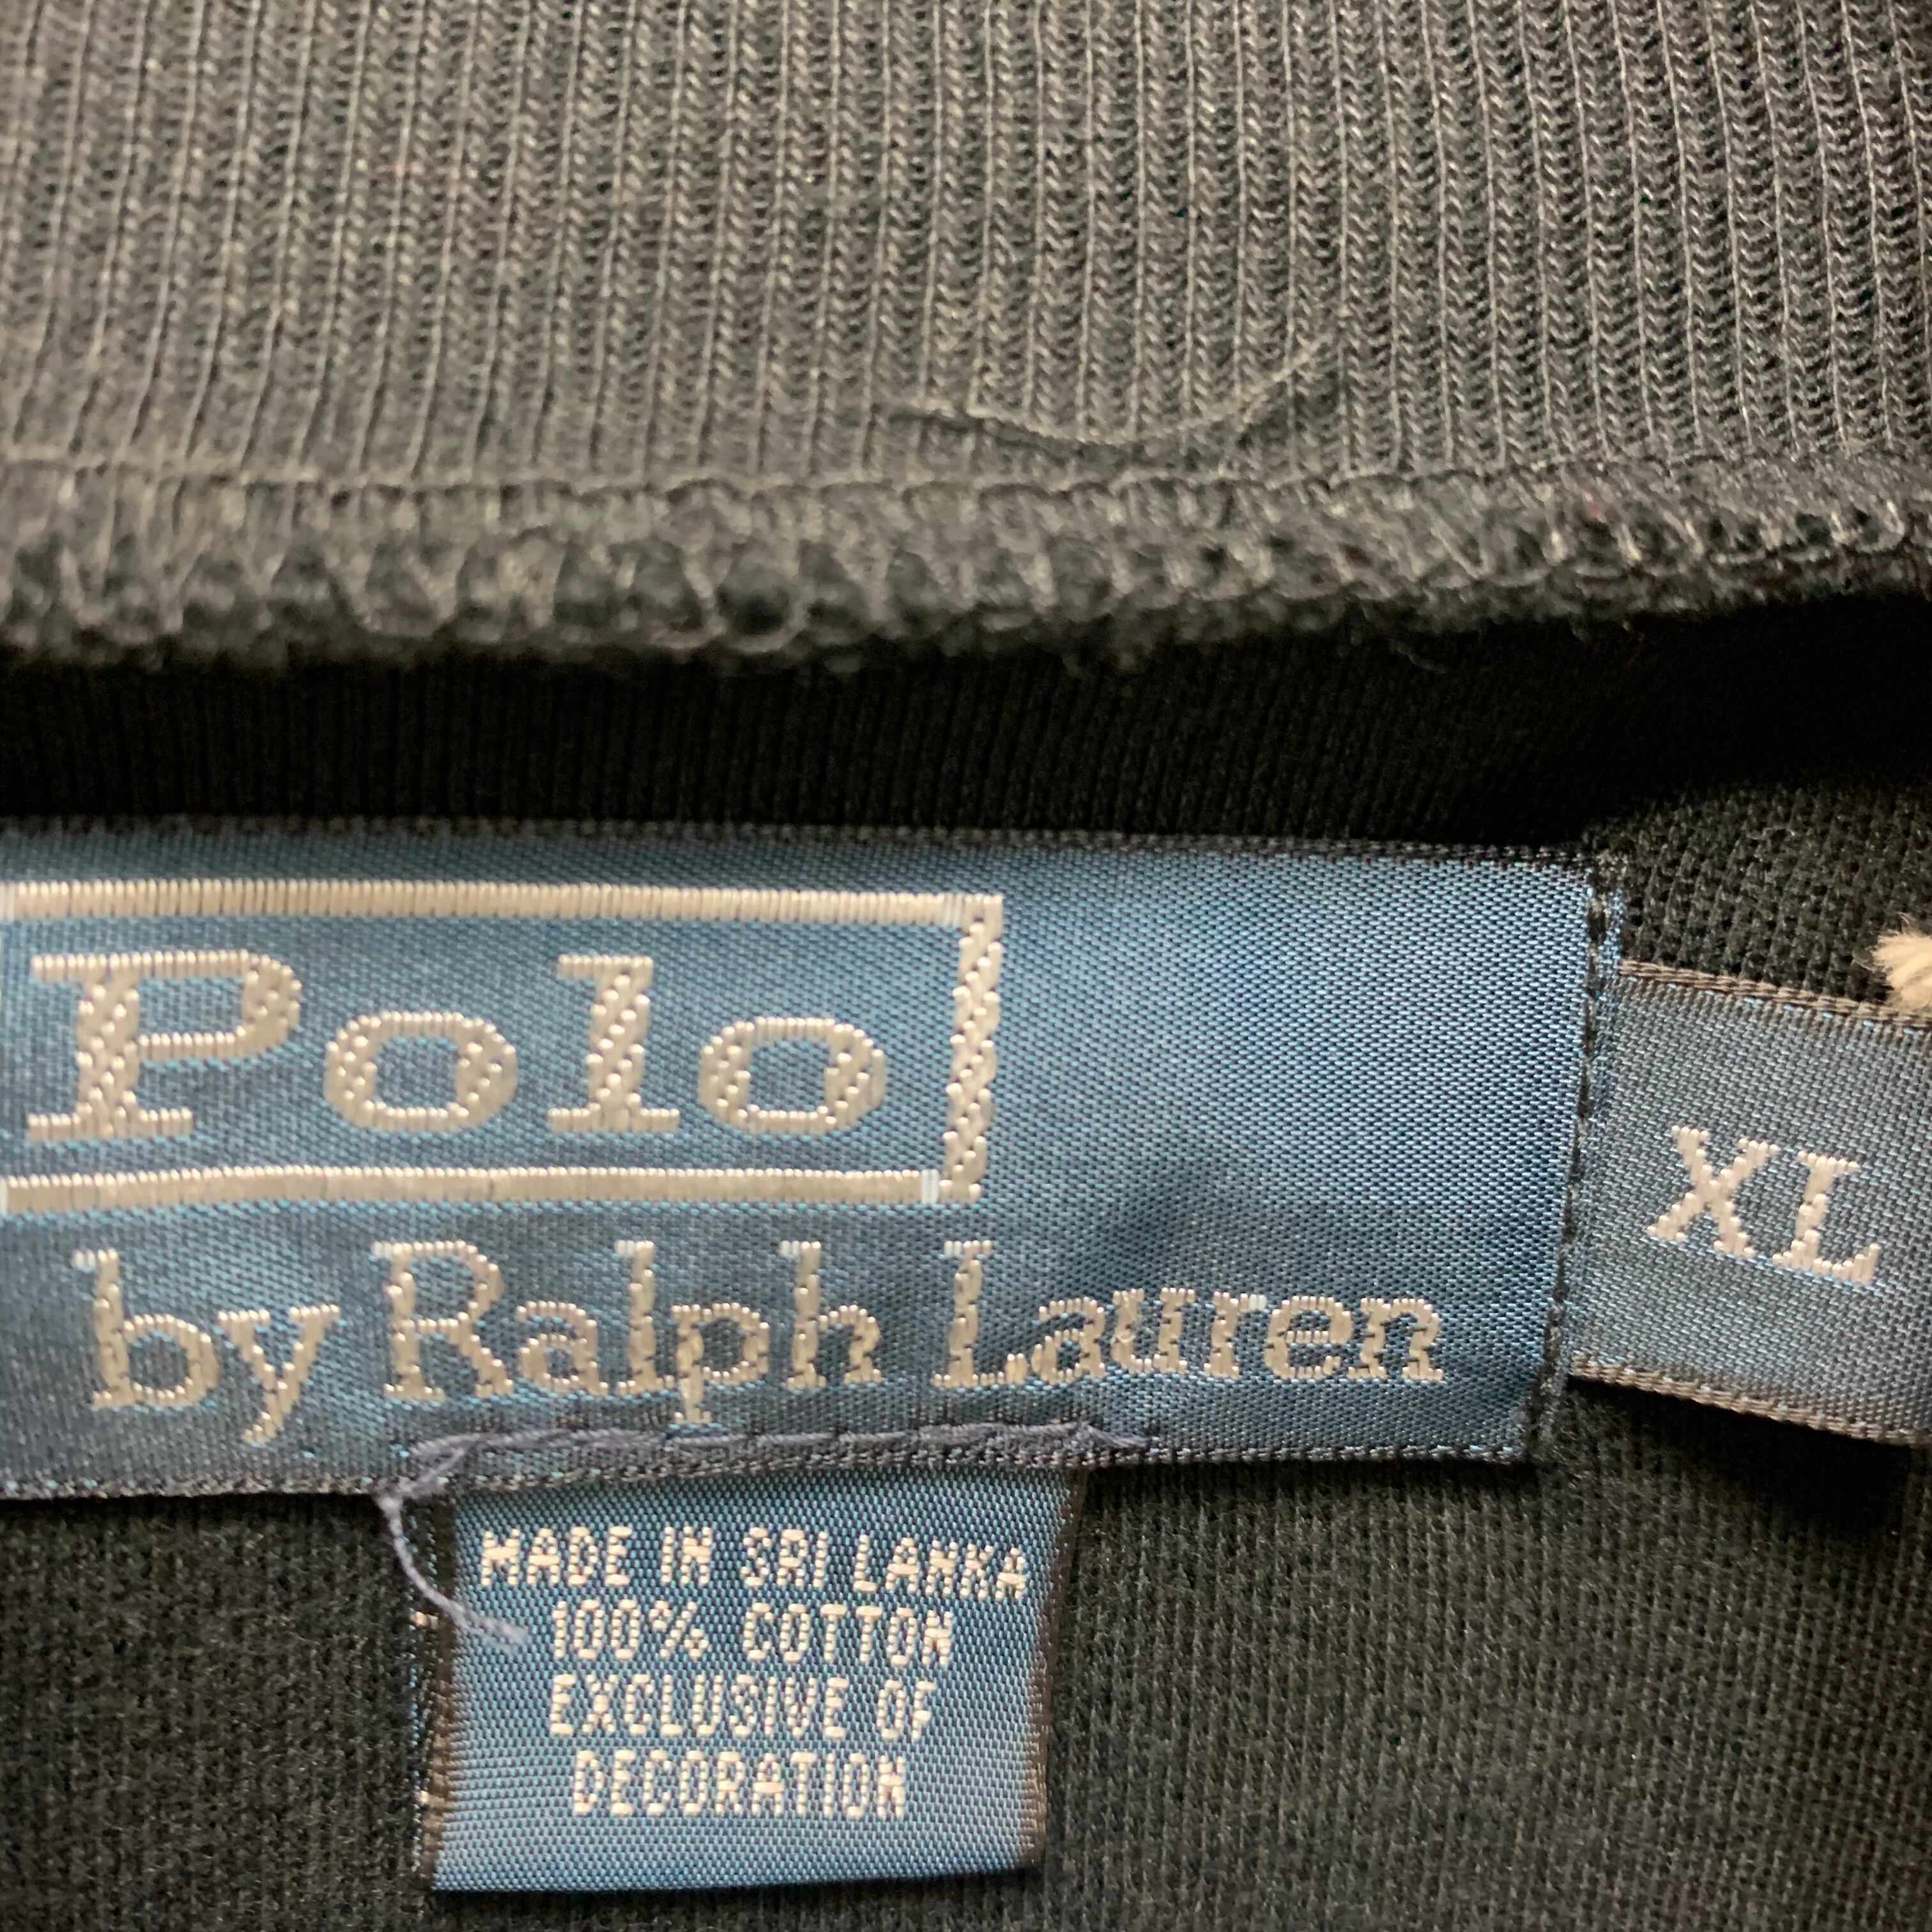 Polo
by Ralph Lauren
XL
MADE IN SRI LANKA
100% COTTON
EXCLUSIVE OF
DECORATION